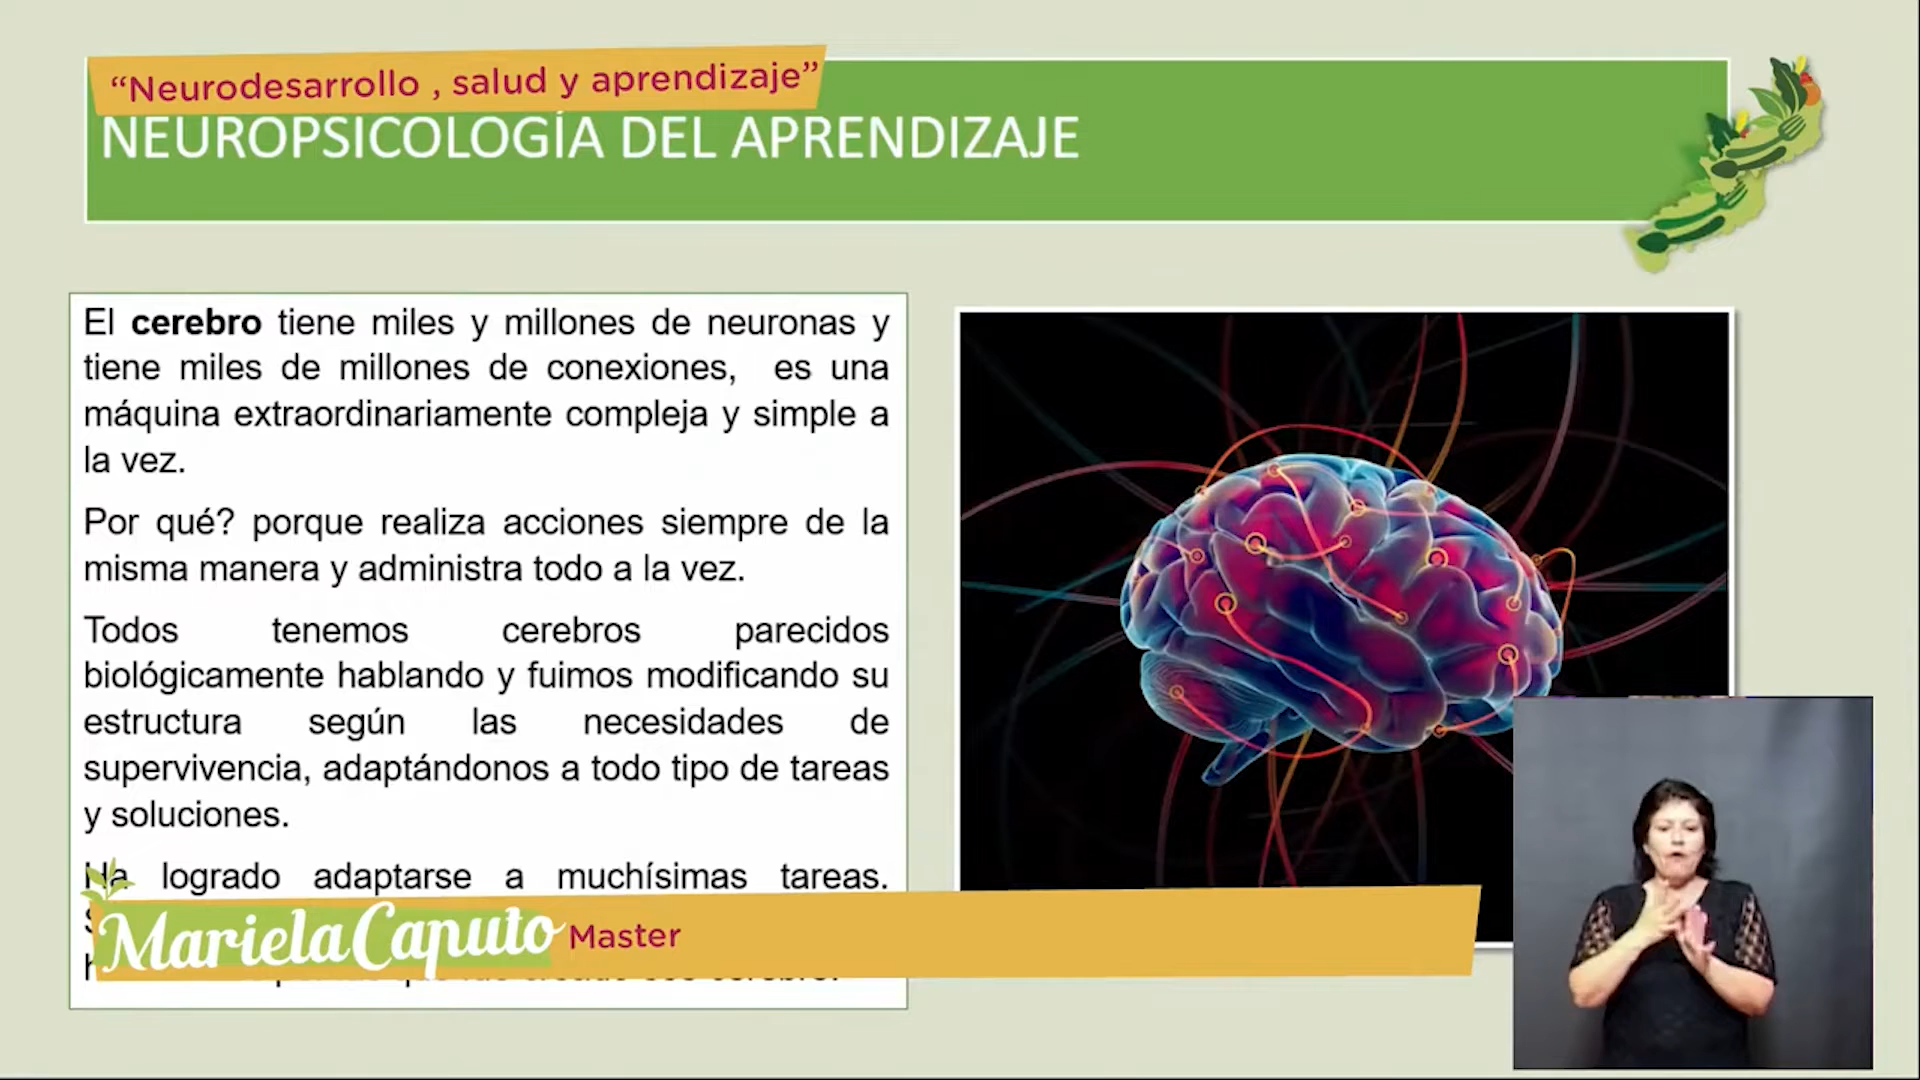 “Neurodesarrollo , salud y aprendizaje”
NEUROPSICOLOGÍA DEL APRENDIZAJE
El cerebro tiene miles y millones de neuronas y
tiene miles de millones de conexiones, es una
máquina extraordinariamente compleja y simple a
la vez.
Por qué? porque realiza acciones siempre de la
misma manera y administra todo a la vez.
Todos tenemos cerebros parecidos
biológicamente hablando y fuimos modificando su
estructura según las necesidades de
supervivencia, adaptándonos a todo tipo de tareas
y soluciones.
Ha logrado adaptarse a muchísimas tareas.
Mariela Caputo Master